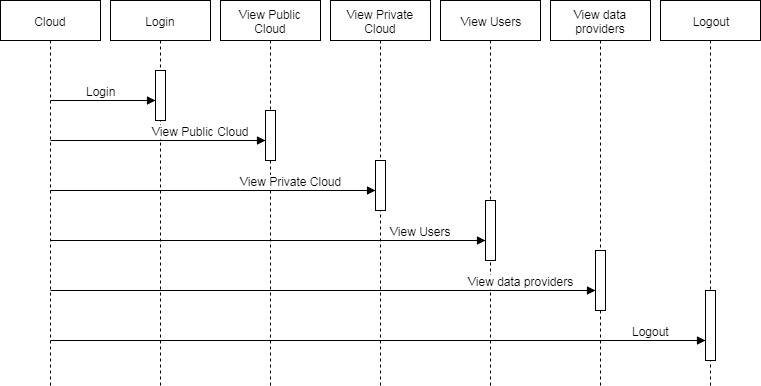 Cloud
Login
View Public
Cloud
View Private
Cloud
View Users
View data
providers
Logout
Login
View Public Cloud
View Private Cloud
View Users
View data providers
Logout